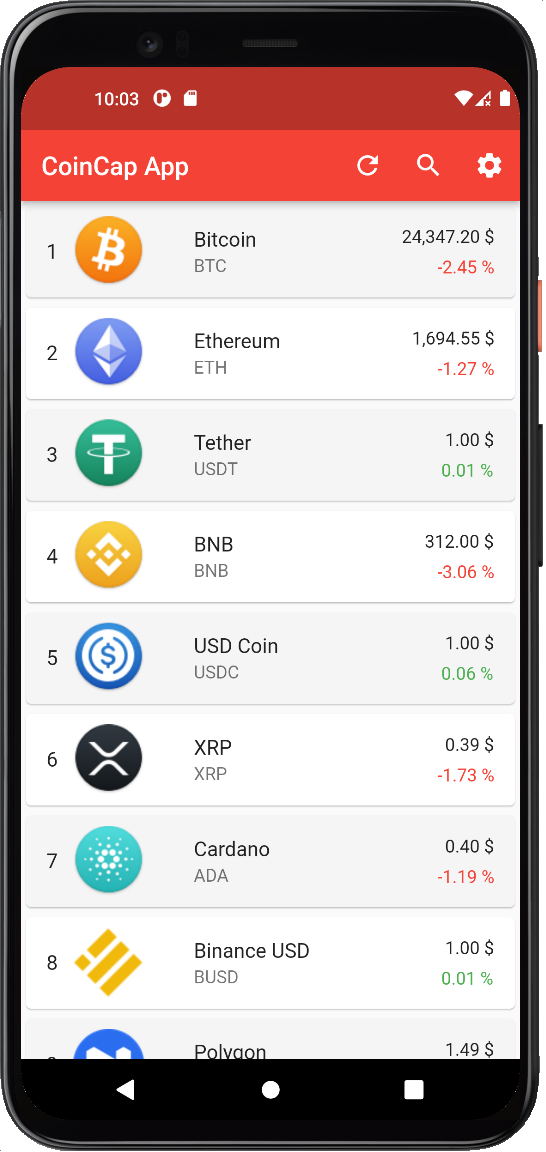 10:03
CoinCap App
1
Bitcoin
BTC
24,347.20 $
-2.45 %
2
Ethereum
ETH
1,694.55 $
-1.27 %
3
Tether
USDT
1.00 $
0.01 %
4
BNB
BNB
312.00 $
-3.06 %
5
USD Coin
USDC
1.00 $
0.06 %
6
XRP
XRP
0.39 $
-1.73 %
7
Cardano
ADA
0.40 $
-1.19 %
8
Binance USD
BUSD
1.00 $
0.01 %
Polygon
1.49 $